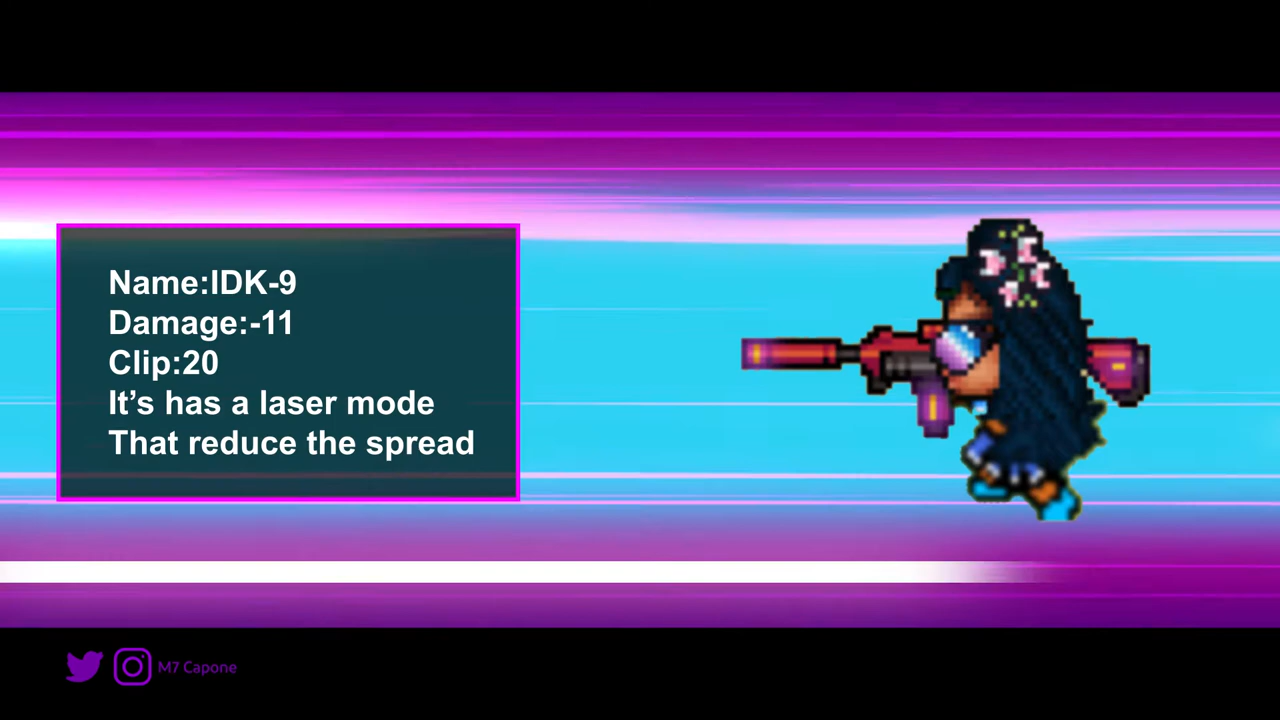 Name:IDK-9
Damage:-11
Clip:20
It’s has a laser mode
That reduce the spread
M7 Capone